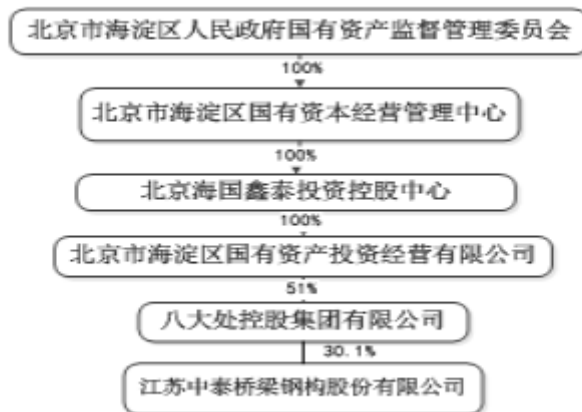 北京市海淀区人民政府国有资产监督管理委员会
100%
北京市海淀区国有资本经营管理中心
100%
北京海国鑫泰投资控股中心
100%
北京市海淀区国有资产投资经营有限公司
51%
八大处控股集团有限公司
30.1%
江苏中泰桥梁钢构股份有限公司